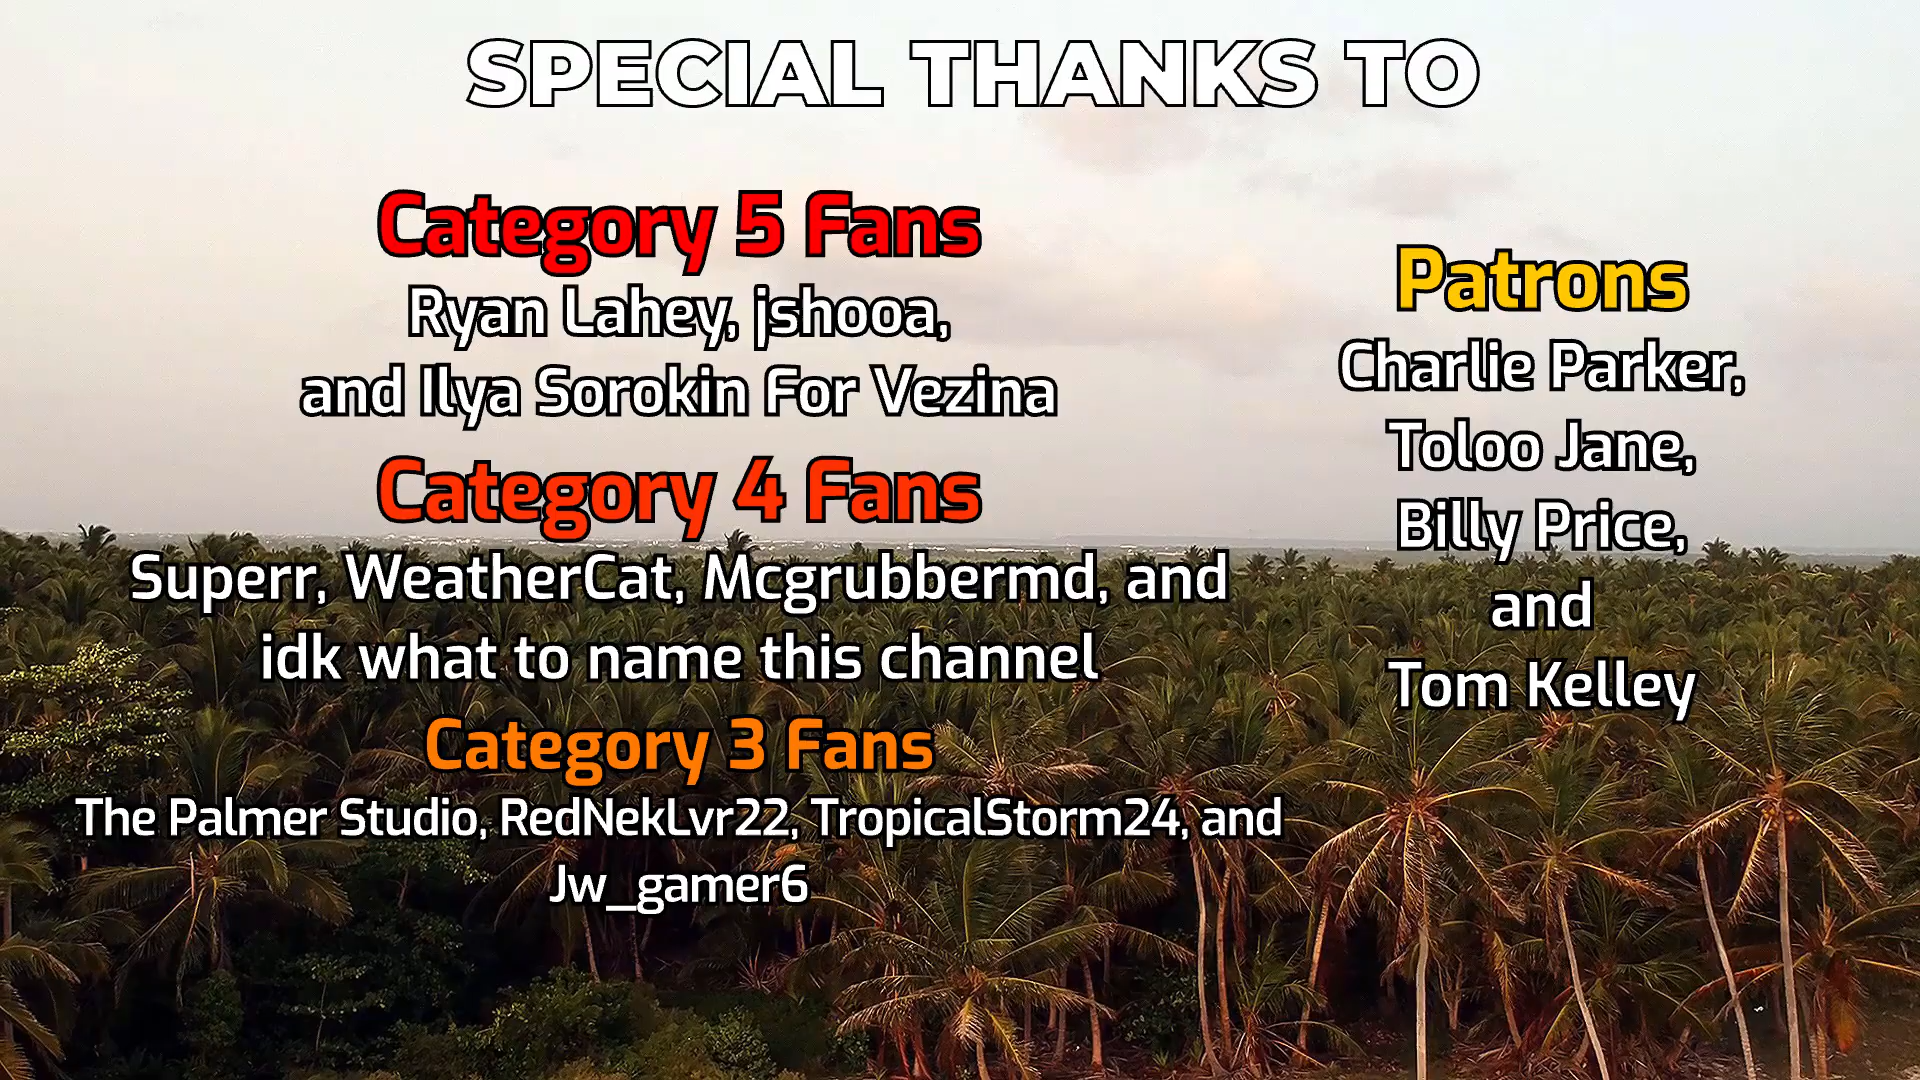 SPECIAL THANKS TO
Category 5 Fans
Ryan Lahey, jshooa,
and Ilya Sorokin For Vezina
Category 4 Fans
Superr, WeatherCat, Mcgrubbermd, and
idk what to name this channel
Category 3 Fans
The Palmer Studio, RedNekLvr22, TropicalStorm24, and
Jw_gamer6
Patrons
Charlie Parker,
Toloo Jane,
Billy Price,
and
Tom Kelley